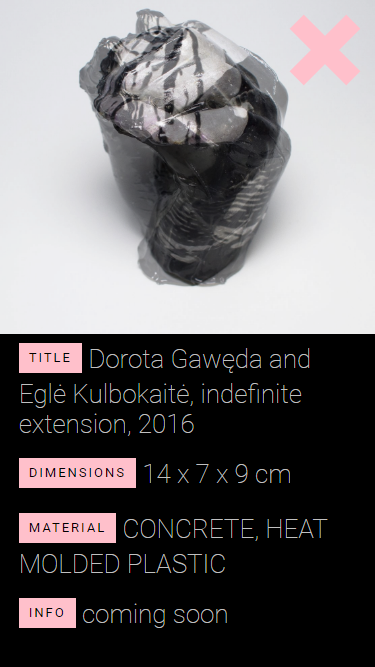 TITLE Dorota Gawęda and
Eglė Kulbokaitė, indefinite
extension, 2016
DIMENSIONS 14 x 7 x 9 cm
MATERIAL CONCRETE, HEAT
MOLDED PLASTIC
INFO coming soon